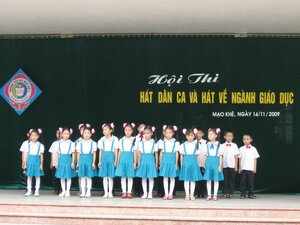 Hội Thi
HÁT DÂN CA VÀ HÁT VỀ NGÀNH GIÁO DỤC
MẠO KHÊ, NGÀY 14/11/2009